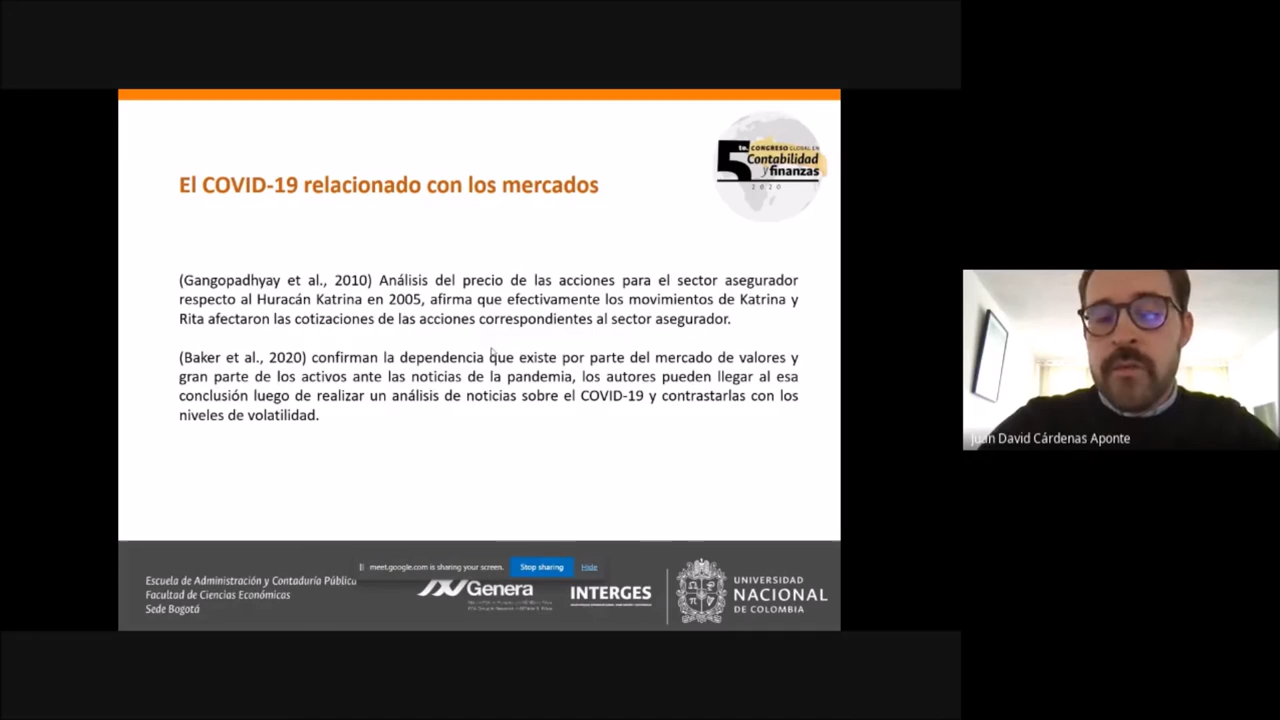 5to. CONGRESO GLOBAL EN
Contabilidad
y finanzas
2020
El COVID-19 relacionado con los mercados
(Gangopadhyay et al., 2010) Análisis del precio de las acciones para el sector asegurador
respecto al Huracán Katrina en 2005, afirma que efectivamente los movimientos de Katrina y
Rita afectaron las cotizaciones de las acciones correspondientes al sector asegurador.
(Baker et al., 2020) confirman la dependencia que existe por parte del mercado de valores y
gran parte de los activos ante las noticias de la pandemia, los autores pueden llegar al esa
conclusión luego de realizar un análisis de noticias sobre el COVID-19 y contrastarlas con los
niveles de volatilidad.
Juan David Cárdenas Aponte
meet.google.com is sharing your screen.
Stop sharing
Hide
Escuela de Administración y Contaduría Pública
Facultad de Ciencias Económicas
Sede Bogotá
Genera
INTERGES
UNIVERSIDAD
NACIONAL
DE COLOMBIA